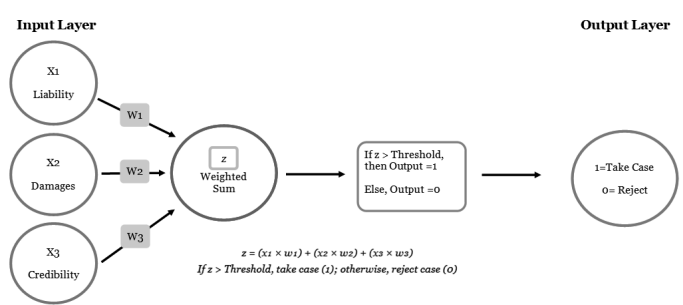 Input Layer
Output Layer
X1
Liability
W1
X2
Damages
W2
X3
Credibility
W3
z
Weighted
Sum
If z > Threshold,
then Output =1
Else, Output =0
1=Take Case
0= Reject
z = (x1 × w1) + (x2 × w2) + (x3 × w3)
If z > Threshold, take case (1); otherwise, reject case (0)